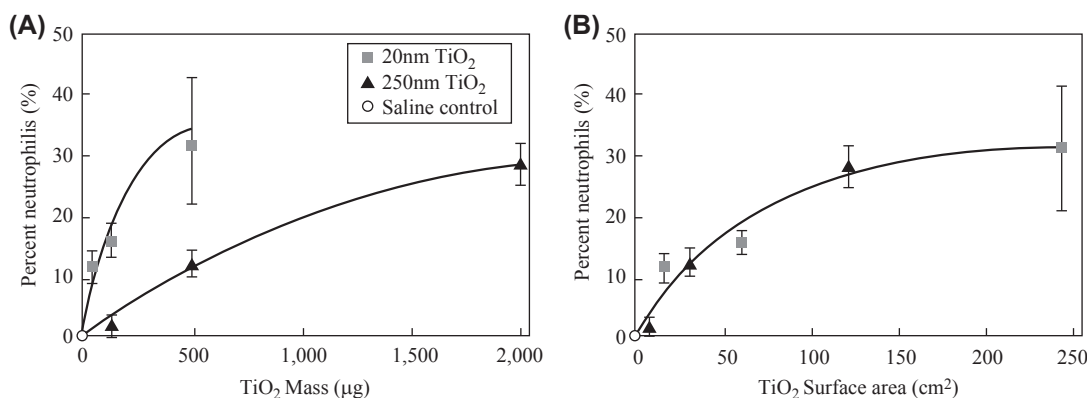 (A)
50
40
30
20
10
0
Percent neutrophilis (%)
0
500
1,000
1,500
2,000
TiO₂ Mass (µg)
20nm TiO₂
250nm TiO₂
Saline control
(B)
50
40
30
20
10
0
Percent neutrophils (%)
0
50
100
150
200
250
TiO₂ Surface area (cm²)